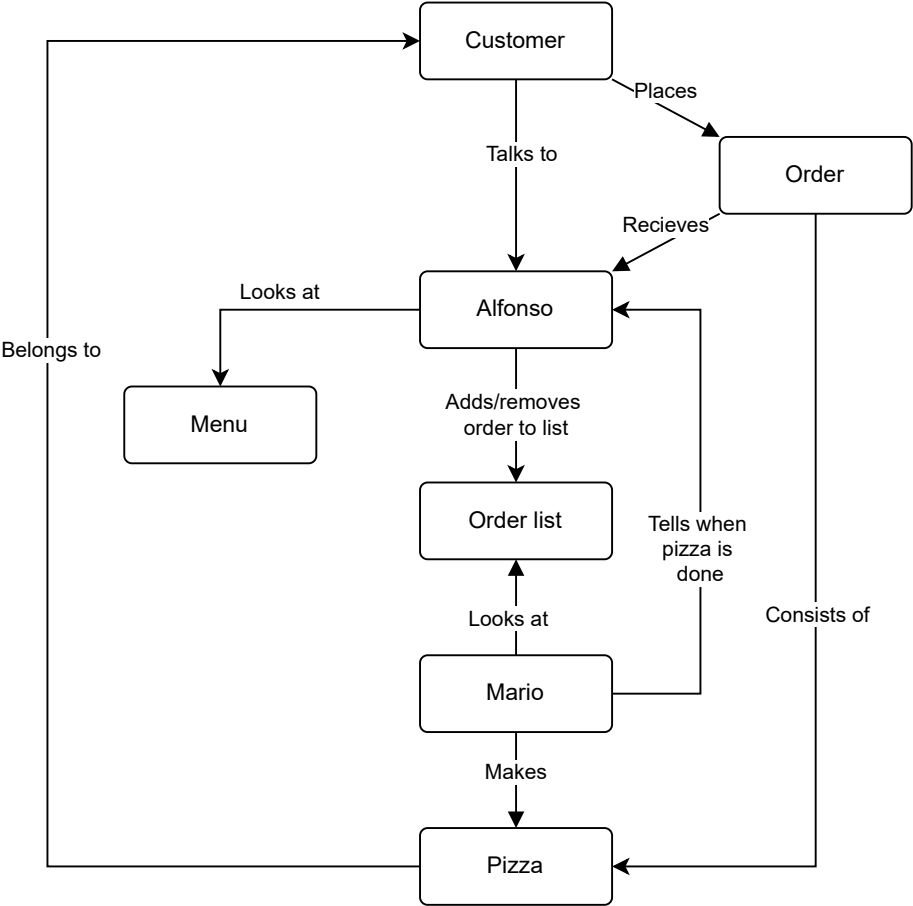 Customer
Places
Talks to
Order
Recieves
Looks at
Alfonso
Belongs to
Adds/removes
order to list
Menu
Order list
Tells when
pizza is
done
Looks at
Consists of
Mario
Makes
Pizza